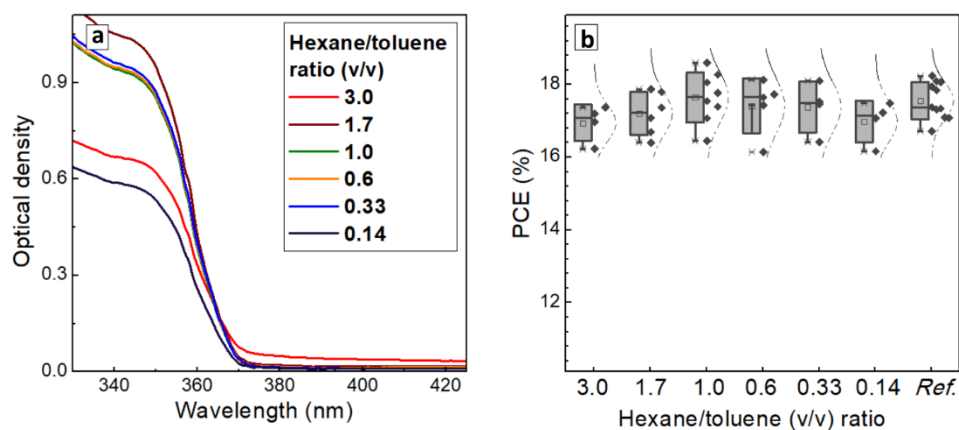 a
Hexane/toluene
ratio (v/v)
3.0
1.7
1.0
0.6
0.33
0.14
0.9
0.6
0.3
0.0
340
360
380
400
420
Optical density
Wavelength (nm)
b
18
16
14
12
PCE (%)
3.0
1.7
1.0
0.6
0.33
0.14
Ref.
Hexane/toluene (v/v) ratio